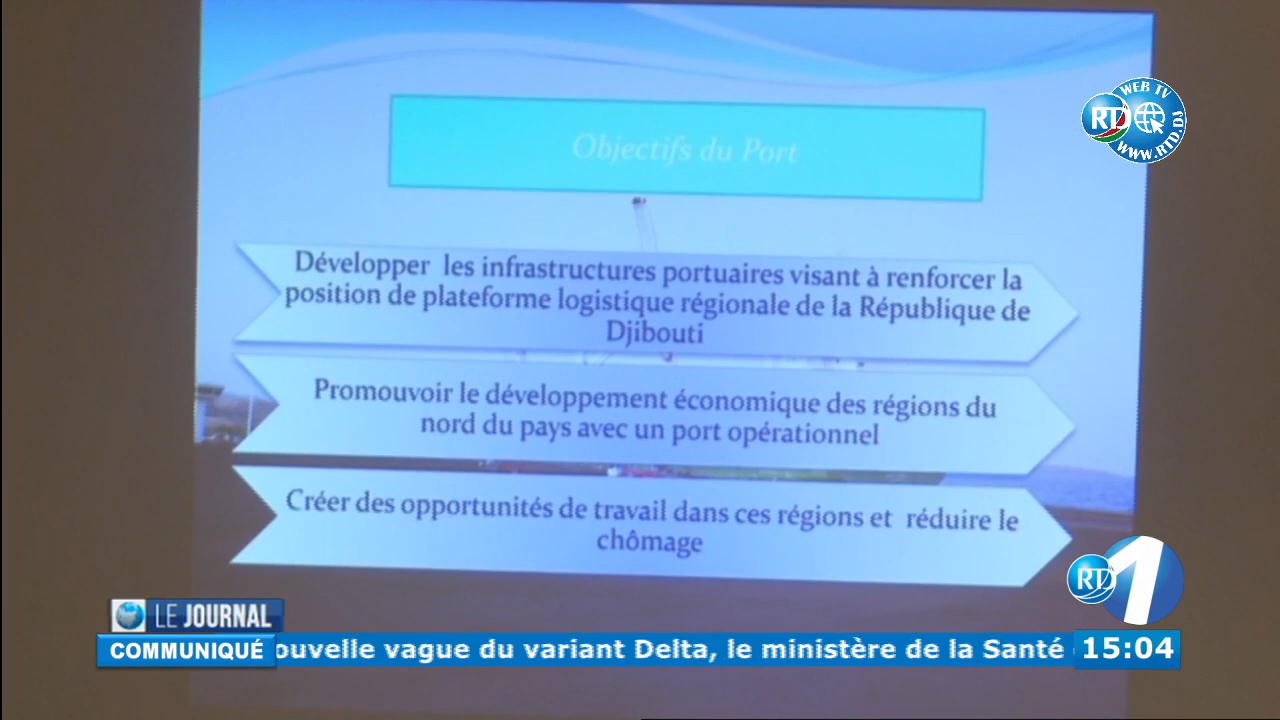 WEB TV
RTD
WWW.RTD.DJ
Objectifs du Port
Développer les infrastructures portuaires visant à renforcer la
position de plateforme logistique régionale de la République de
Djibouti
Promouvoir le développement économique des régions du
nord du pays avec un port opérationnel
Créer des opportunités de travail dans ces régions et réduire le
chômage
RTD 1
LE JOURNAL
COMMUNIQUÉ
ouvelle vague du variant Delta, le ministère de la Santé
15:04